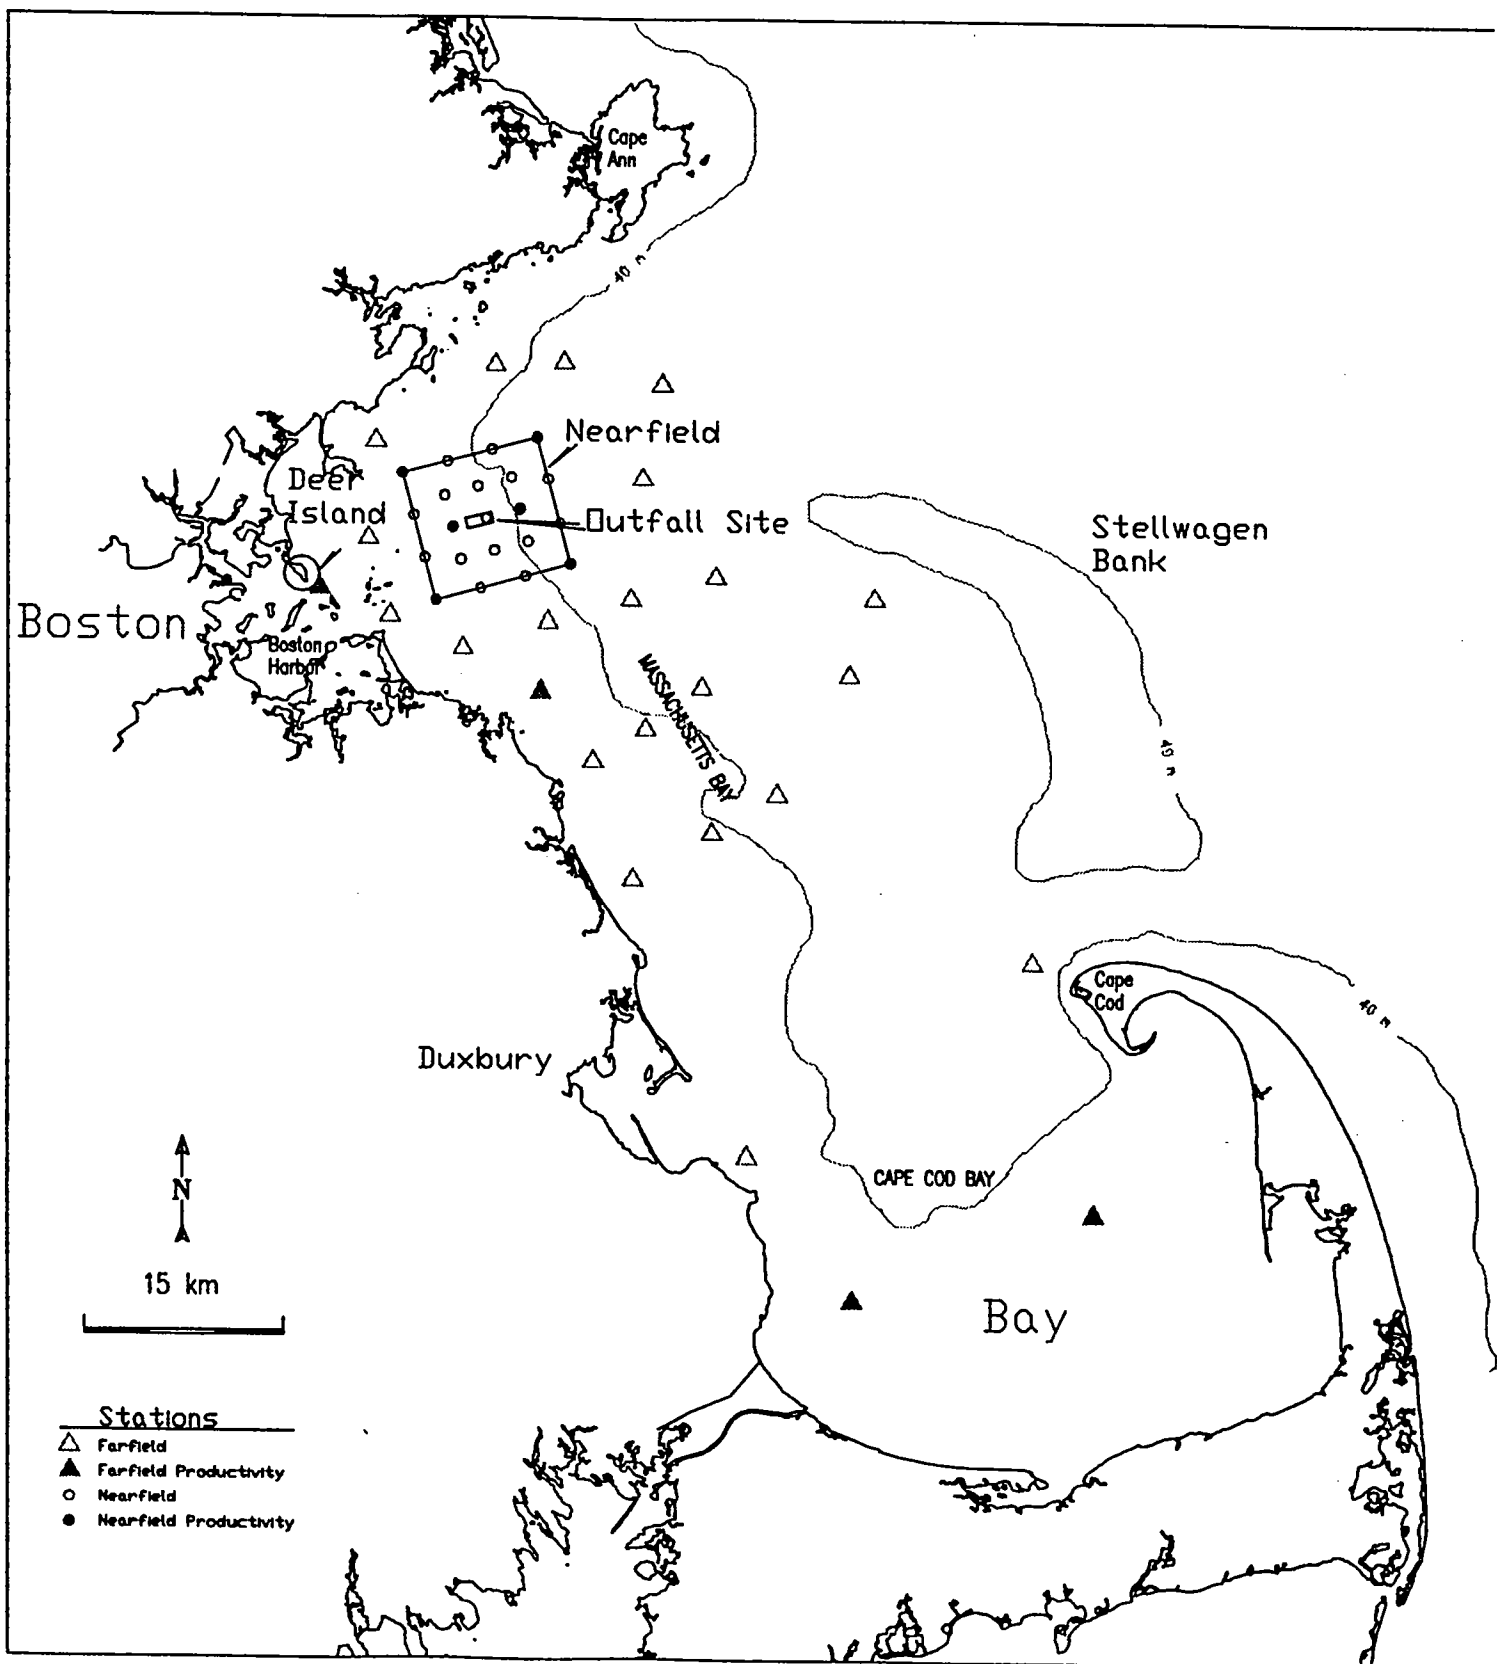 Cape
Ann
40 m
Nearfield
Deer
Island
Outfall Site
Stellwagen
Bank
Boston
Boston
Harbor
MASSACHUSETTS BAY
40 m
Cape
Cod
40 m
Duxbury
N
CAPE COD BAY
15 km
Bay
Stations
Farfield
Farfield Productivity
Nearfield
Nearfield Productivity